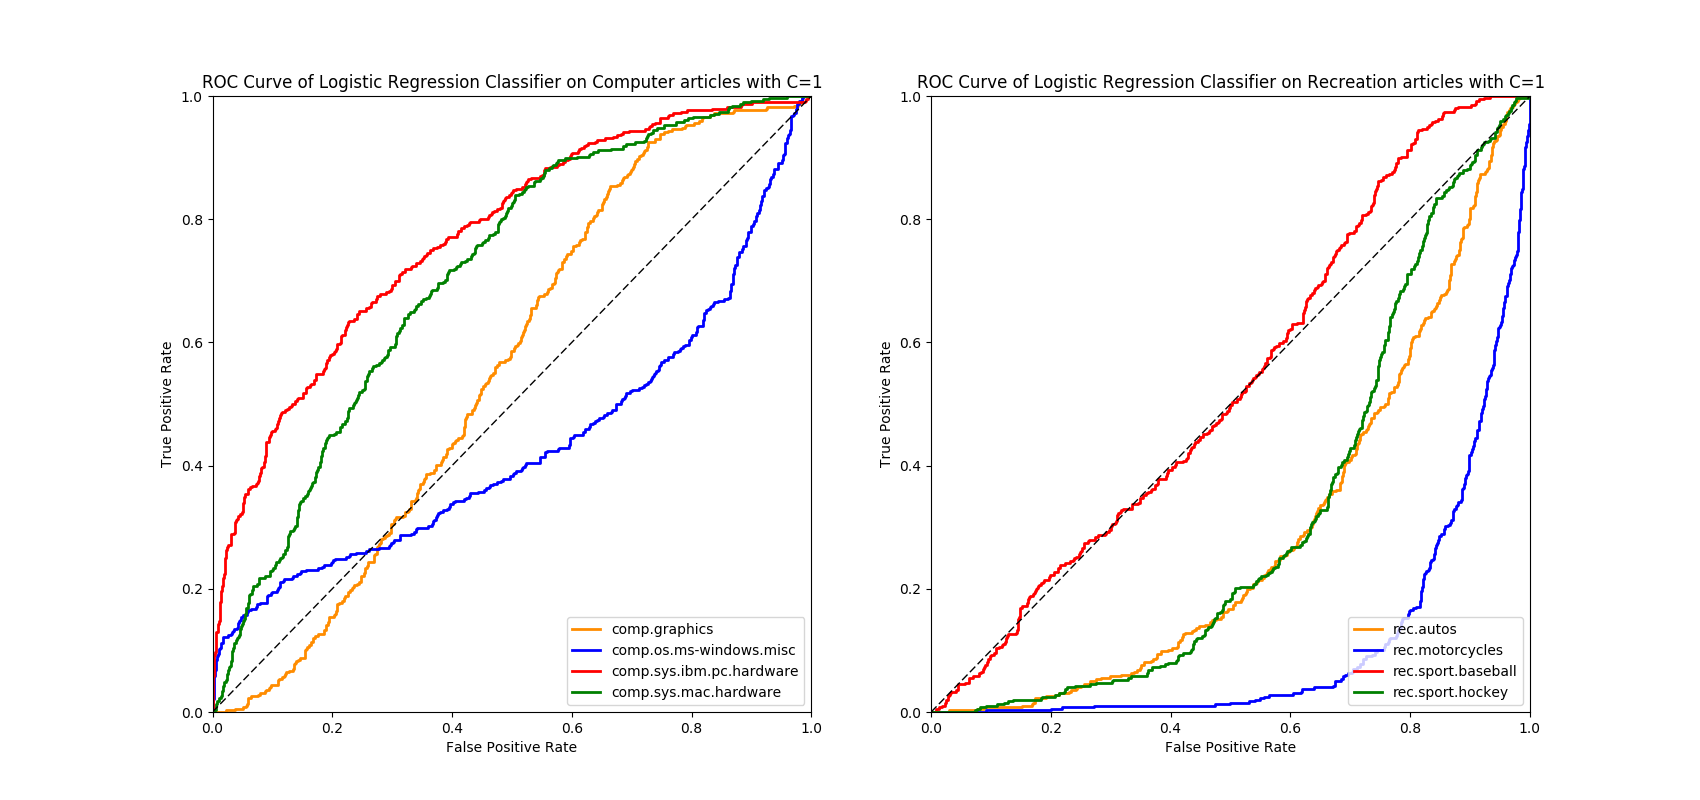 ROC Curve of Logistic Regression Classifier on Computer articles with C=1
1.0
0.8
0.6
0.4
0.2
0.0
True Positive Rate
0.0 0.2 0.4 0.6 0.8 1.0
False Positive Rate
comp.graphics
comp.os.ms-windows.misc
comp.sys.ibm.pc.hardware
comp.sys.mac.hardware
ROC Curve of Logistic Regression Classifier on Recreation articles with C=1
1.0
0.8
0.6
0.4
0.2
0.0
True Positive Rate
0.0 0.2 0.4 0.6 0.8 1.0
False Positive Rate
rec.autos
rec.motorcycles
rec.sport.baseball
rec.sport.hockey